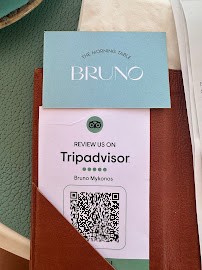 THE MORNING TABLE
BRUNO
REVIEW US ON
Tripadvisor
Bruno Mykonos